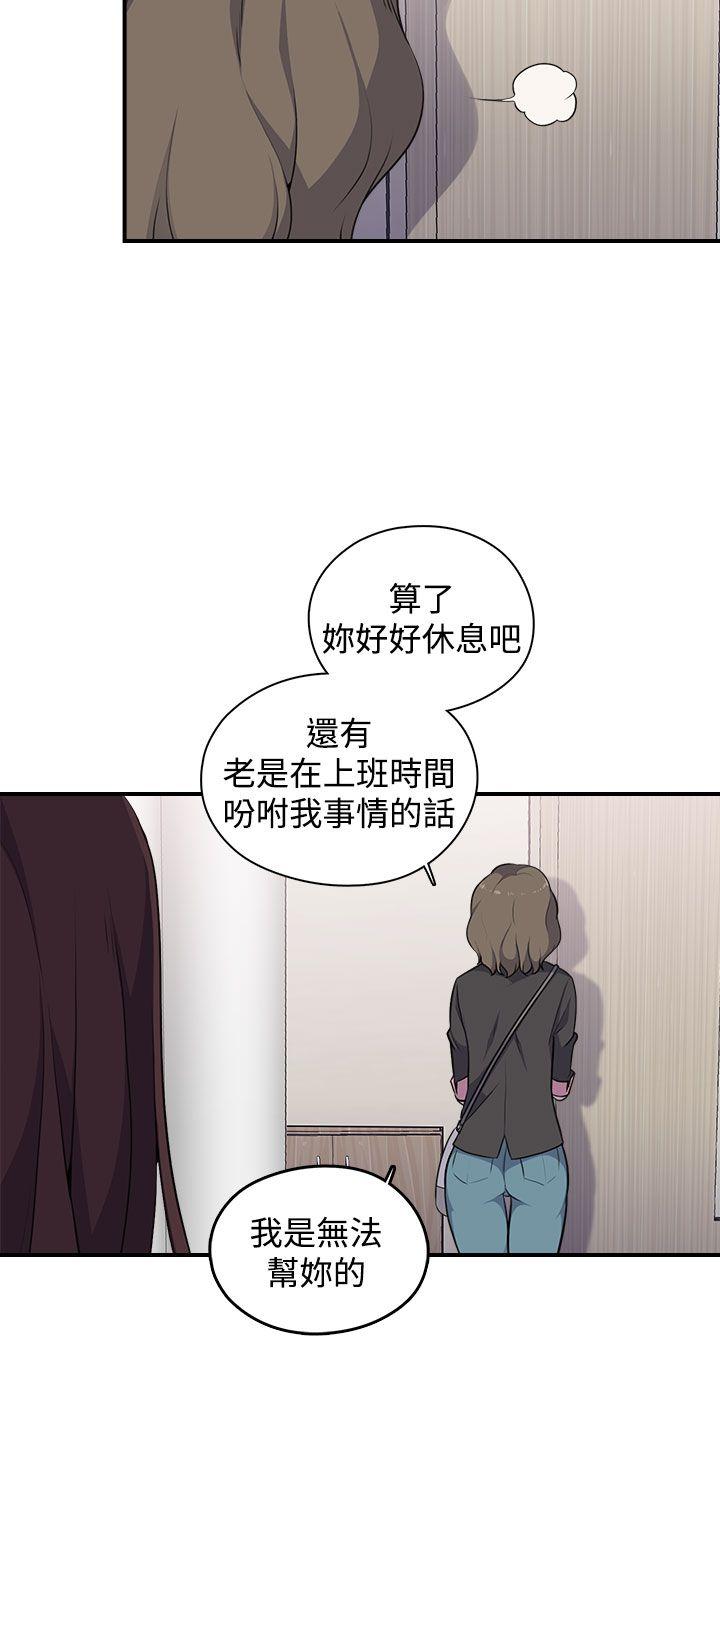 算了
妳好好休息吧
還有
老是在上班時間
吩咐我事情的話
我是無法
幫妳的